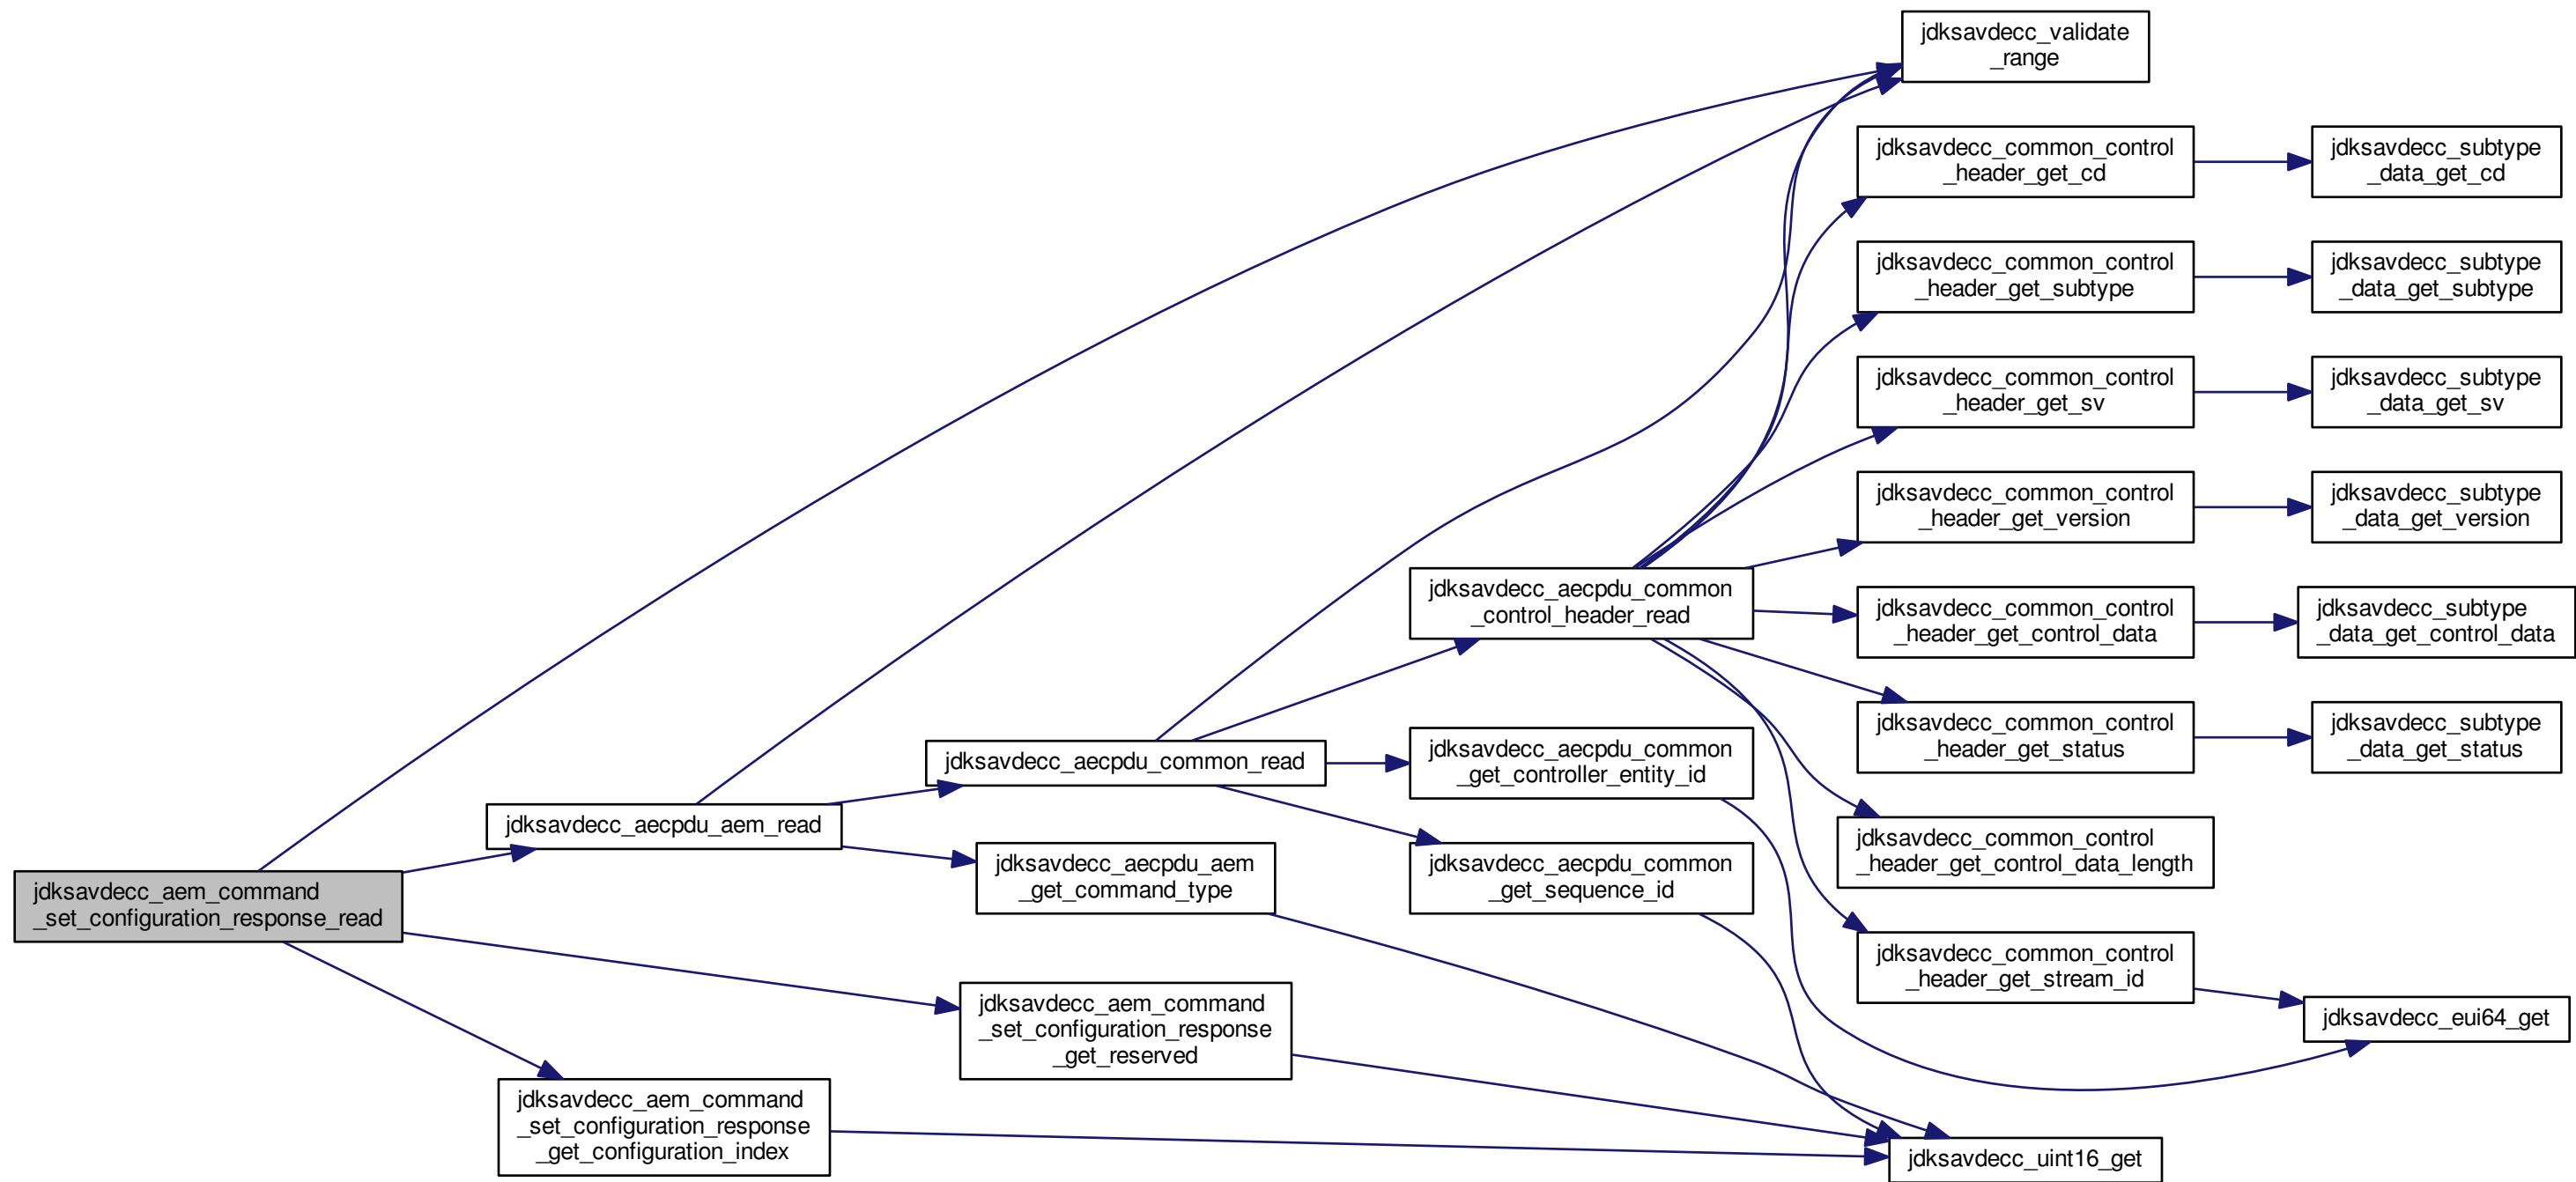 jdksavdecc_aem_command
_set_configuration_response_read
jdksavdecc_aecpdu_aem_read
jdksavdecc_aem_command
_set_configuration_response
_get_configuration_index
jdksavdecc_aecpdu_common_read
jdksavdecc_aecpdu_aem
_get_command_type
jdksavdecc_aem_command
_set_configuration_response
_get_reserved
jdksavdecc_aecpdu_common
_control_header_read
jdksavdecc_aecpdu_common
_get_controller_entity_id
jdksavdecc_aecpdu_common
_get_sequence_id
jdksavdecc_validate
_range
jdksavdecc_common_control
_header_get_cd
jdksavdecc_common_control
_header_get_subtype
jdksavdecc_common_control
_header_get_sv
jdksavdecc_common_control
_header_get_version
jdksavdecc_common_control
_header_get_control_data
jdksavdecc_common_control
_header_get_status
jdksavdecc_common_control
_header_get_control_data_length
jdksavdecc_common_control
_header_get_stream_id
jdksavdecc_uint16_get
jdksavdecc_subtype
_data_get_cd
jdksavdecc_subtype
_data_get_subtype
jdksavdecc_subtype
_data_get_sv
jdksavdecc_subtype
_data_get_version
jdksavdecc_subtype
_data_get_control_data
jdksavdecc_subtype
_data_get_status
jdksavdecc_eui64_get